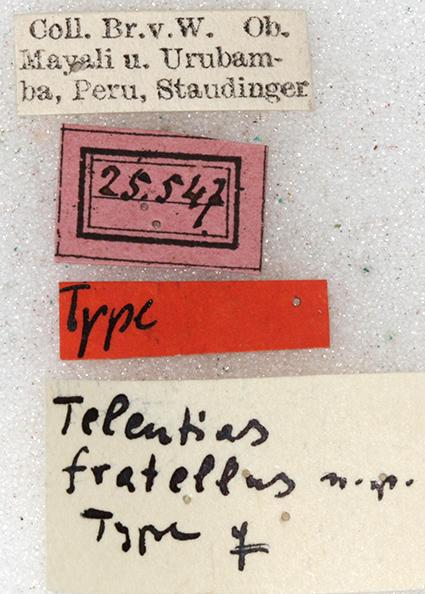 Coll. Br.v.W. Ob.
Mayali u. Urubam-
ba, Peru, Staudinger
25.547
Type
Telentias
fratellus n.sp.
Type ♀